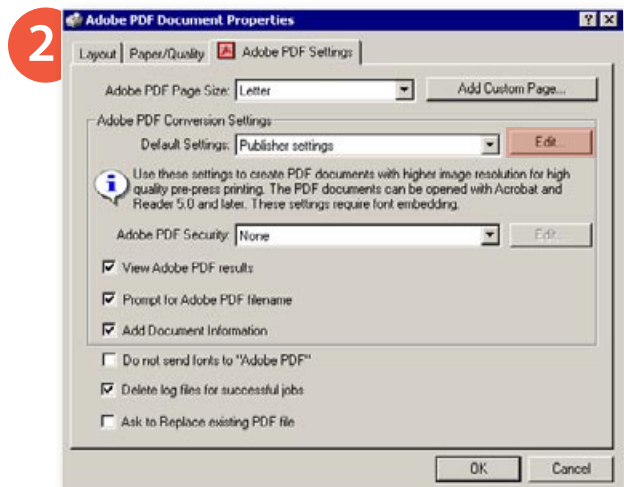 2
Adobe PDF Document Properties
Layout Paper/Quality Adobe PDF Settings
Adobe PDF Page Size: Letter Add Custom Page...
Adobe PDF Conversion Settings
Default Settings: Publisher settings Edit...
Use these settings to create PDF documents with higher image resolution for high
quality pre-press printing. The PDF documents can be opened with Acrobat and
Reader 5.0 and later. These settings require font embedding.
Adobe PDF Security: None Edit...
View Adobe PDF results
Prompt for Adobe PDF filename
Add Document Information
Do not send fonts to "Adobe PDF"
Delete log files for successful jobs
Ask to Replace existing PDF file
OK Cancel